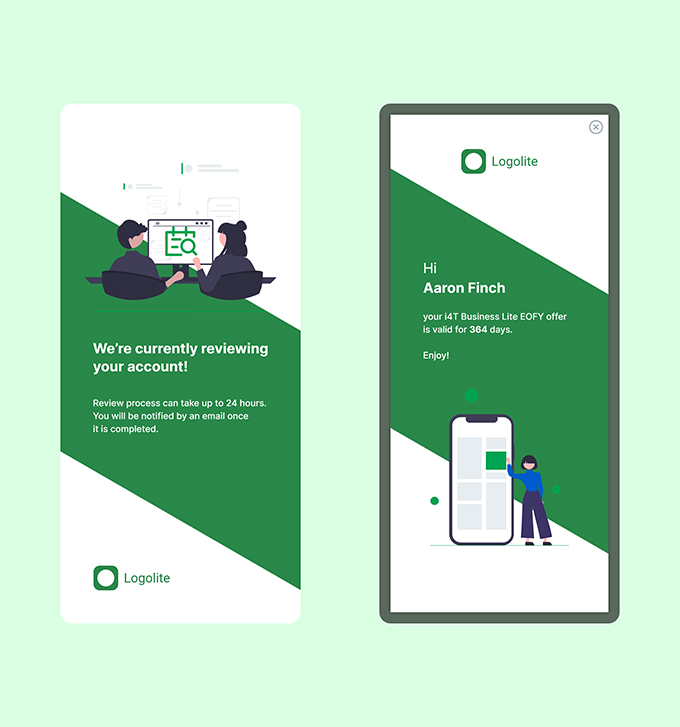 We’re currently reviewing
your account!
Review process can take up to 24 hours.
You will be notified by an email once
it is completed.
Logolite
Logolite
Hi
Aaron Finch
your i4T Business Lite EOFY offer
is valid for 364 days.
Enjoy!